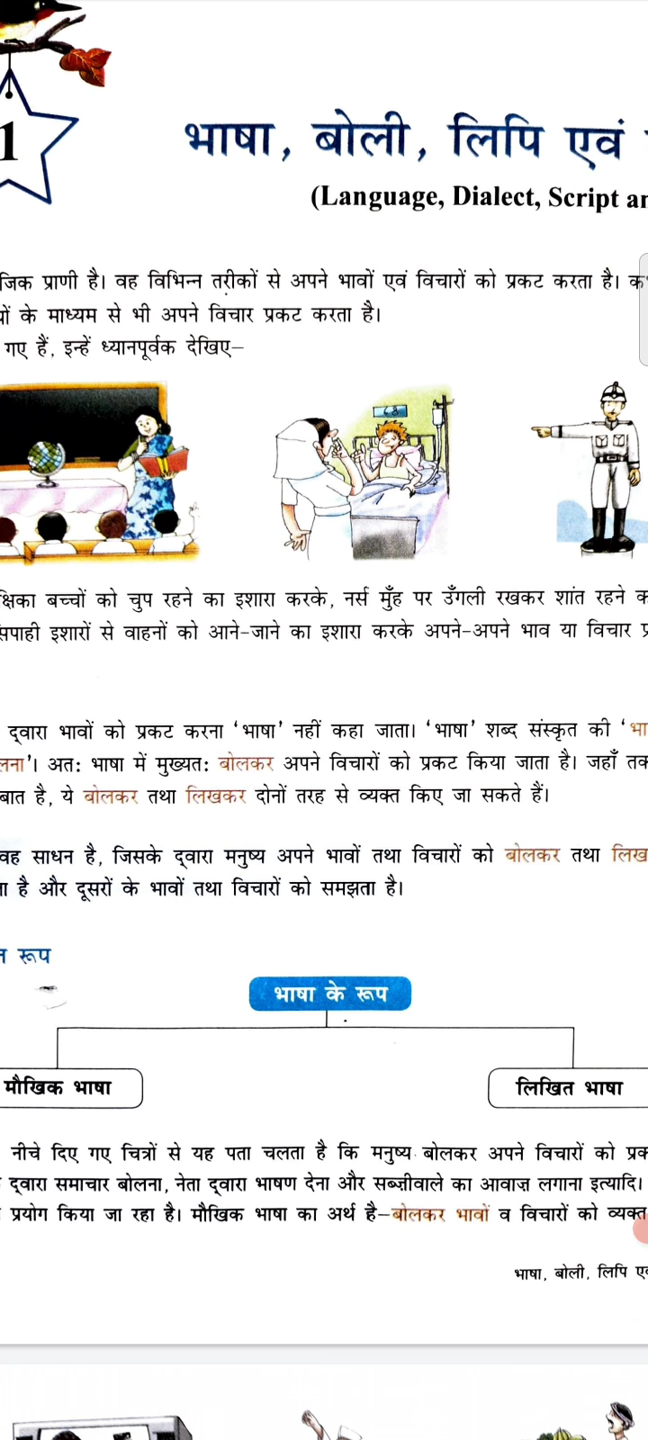 1
भाषा, बोली, लिपि एवं
(Language, Dialect, Script
प्राणी है। वह विभिन्न तरीकों से अपने भावों एवं विचारों को प्रकट करता है।
के माध्यम से भी अपने विचार प्रकट करता है।
गए हैं, इन्हें ध्यानपूर्वक देखिए–
बच्चों को चुप रहने का इशारा करके, नर्स मुँह पर उँगली रखकर शांत रहने
इशारों से वाहनों को आने-जाने का इशारा करके अपने-अपने भाव या विचार
द्वारा भावों को प्रकट करना ‘भाषा’ नहीं कहा जाता। ‘भाषा’ शब्द संस्कृत की
अतः भाषा में मुख्यतः बोलकर अपने विचारों को प्रकट किया जाता है। जहाँ तक
बात है, ये बोलकर तथा लिखकर दोनों तरह से व्यक्त किए जा सकते हैं।
वह साधन है, जिसके द्वारा मनुष्य अपने भावों तथा विचारों को बोलकर तथा
है और दूसरों के भावों तथा विचारों को समझता है।
रूप
भाषा के रूप
मौखिक भाषा
लिखित भाषा
नीचे दिए गए चित्रों से यह पता चलता है कि मनुष्य बोलकर अपने विचारों को
द्वारा समाचार बोलना, नेता द्वारा भाषण देना और सब्ज़ीवाले का आवाज़ लगाना इत्यादि।
प्रयोग किया जा रहा है। मौखिक भाषा का अर्थ है–बोलकर भावों व विचारों को व्यक्त
भाषा, बोली, लिपि